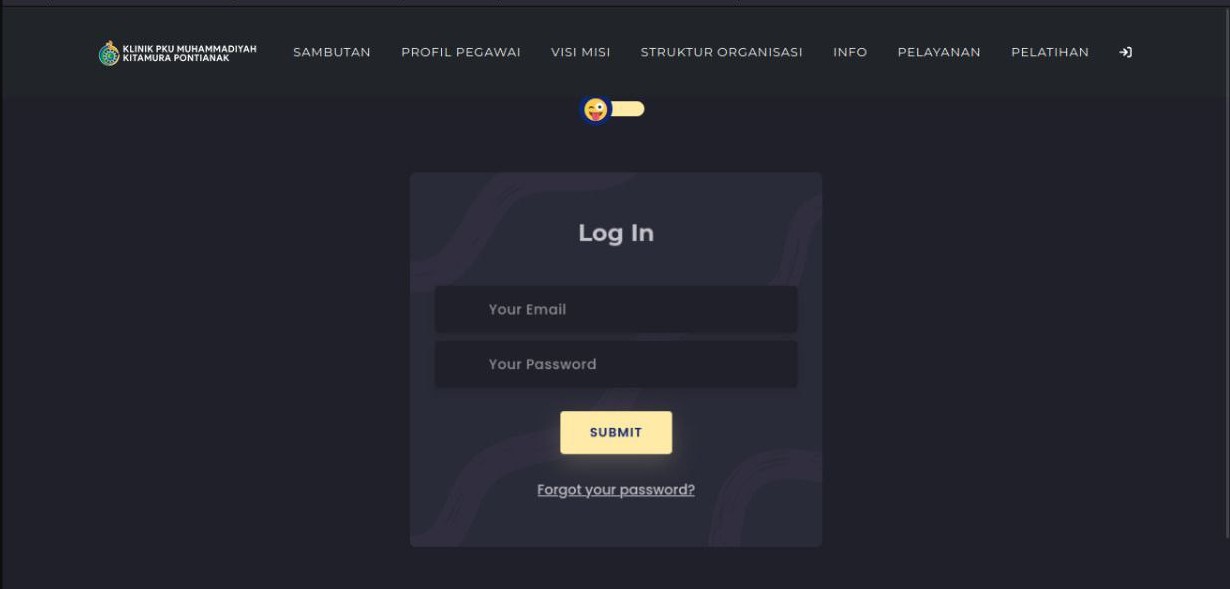 KLINIK PKU MUHAMMADIYAH
KITAMURA PONTIANAK
SAMBUTAN PROFIL PEGAWAI VISI MISI STRUKTUR ORGANISASI INFO PELAYANAN PELATIHAN
Log In
Your Email
Your Password
SUBMIT
Forgot your password?